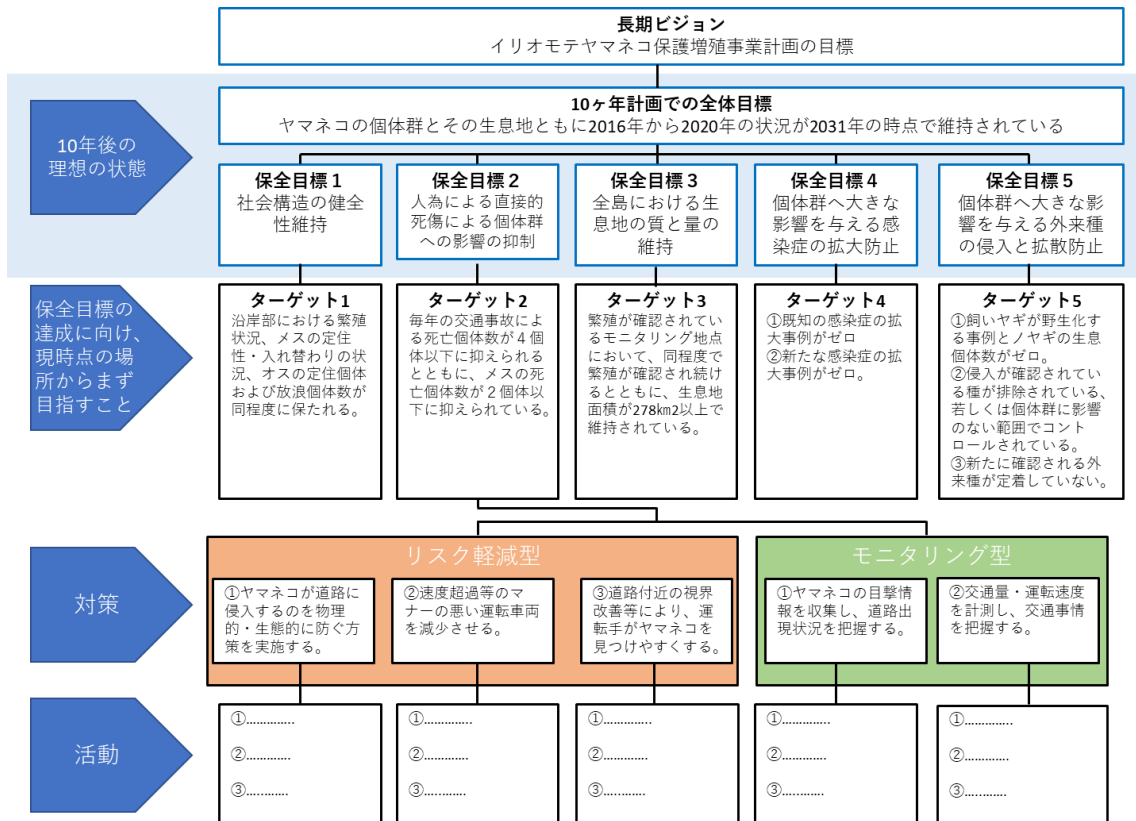 長期ビジョン
イリオモテヤマネコ保護増殖事業計画の目標
10年後の
理想の状態
10ヶ年計画での全体目標
ヤマネコの個体群とその生息地ともに2016年から2020年の状況が2031年の時点で維持されている
保全目標1
社会構造の健全
性維持
保全目標2
人為による直接的
死傷による個体群
への影響の抑制
保全目標3
全島における生
息地の質と量の
維持
保全目標4
個体群へ大きな
影響を与える感
染症の拡大防止
保全目標5
個体群へ大きな影
響を与える外来種
の侵入と拡散防止
保全目標の
達成に向け、
現時点の場
所からまず
目指すこと
ターゲット1
沿岸部における繁殖
状況、メスの定住
性・入れ替わりの状
況、オスの定住個体
および放浪個体数が
同程度に保たれる。
ターゲット2
毎年の交通事故によ
る死亡個体数が４個
体以下に抑えられる
とともに、メスの死
亡個体数が２個体以
下に抑えられている。
ターゲット3
繁殖が確認されてい
るモニタリング地点
において、同程度で
繁殖が確認され続け
るとともに、生息地
面積が278km2以上で
維持されている。
ターゲット4
①既知の感染症の拡
大事例がゼロ
②新たな感染症の拡
大事例がゼロ。
ターゲット5
①飼いヤギが野生化す
る事例とノヤギの生息
個体数がゼロ。
②侵入が確認されてい
る種が排除されている、
若しくは個体群に影響
のない範囲でコント
ロールされている。
③新たに確認される外
来種が定着していない。
対策
リスク軽減型
①ヤマネコが道路に
侵入するのを物理
的・生態的に防ぐ方
策を実施する。
②速度超過等のマ
ナーの悪い運転車両
を減少させる。
③道路付近の視界
改善等により、運
転手がヤマネコを
見つけやすくする。
モニタリング型
①ヤマネコの目撃情
報を収集し、道路出
現状況を把握する。
②交通量・運転速度
を計測し、交通事情
を把握する。
活動
①..............
②.............
③............
①..............
②.............
③............
①..............
②.............
③............
①..............
②.............
③............
①..............
②.............
③............